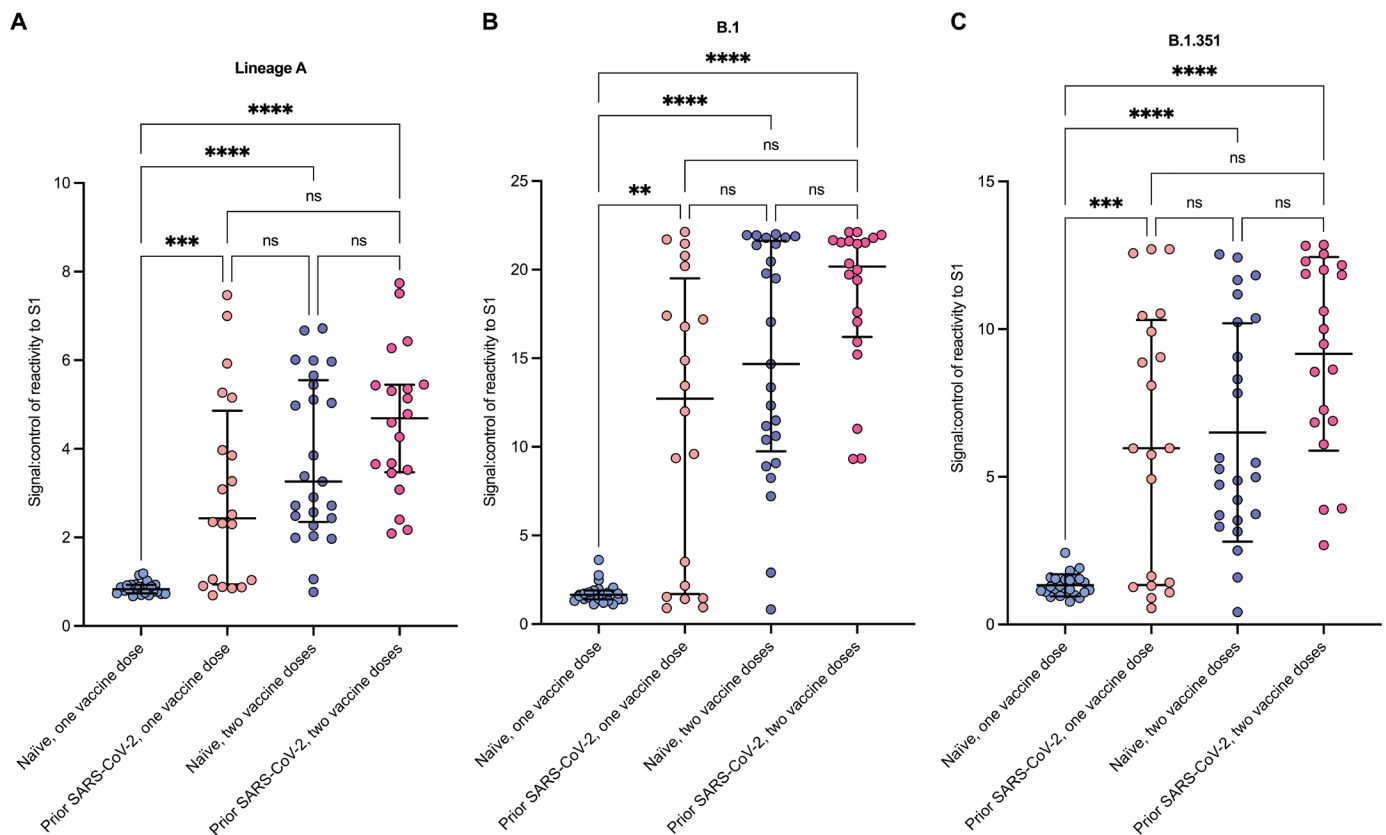 A
Lineage A
****
****
ns
***
ns
ns
10
8
6
4
2
0
Signal:control of reactivity to S1
Naïve, one vaccine dose
Prior SARS-CoV-2, one vaccine dose
Naïve, two vaccine doses
Prior SARS-CoV-2, two vaccine doses
B
B.1
****
****
ns
**
ns
ns
25
20
15
10
5
0
Signal:control of reactivity to S1
Naïve, one vaccine dose
Prior SARS-CoV-2, one vaccine dose
Naïve, two vaccine doses
Prior SARS-CoV-2, two vaccine doses
C
B.1.351
****
****
ns
***
ns
ns
15
10
5
0
Signal:control of reactivity to S1
Naïve, one vaccine dose
Prior SARS-CoV-2, one vaccine dose
Naïve, two vaccine doses
Prior SARS-CoV-2, two vaccine doses